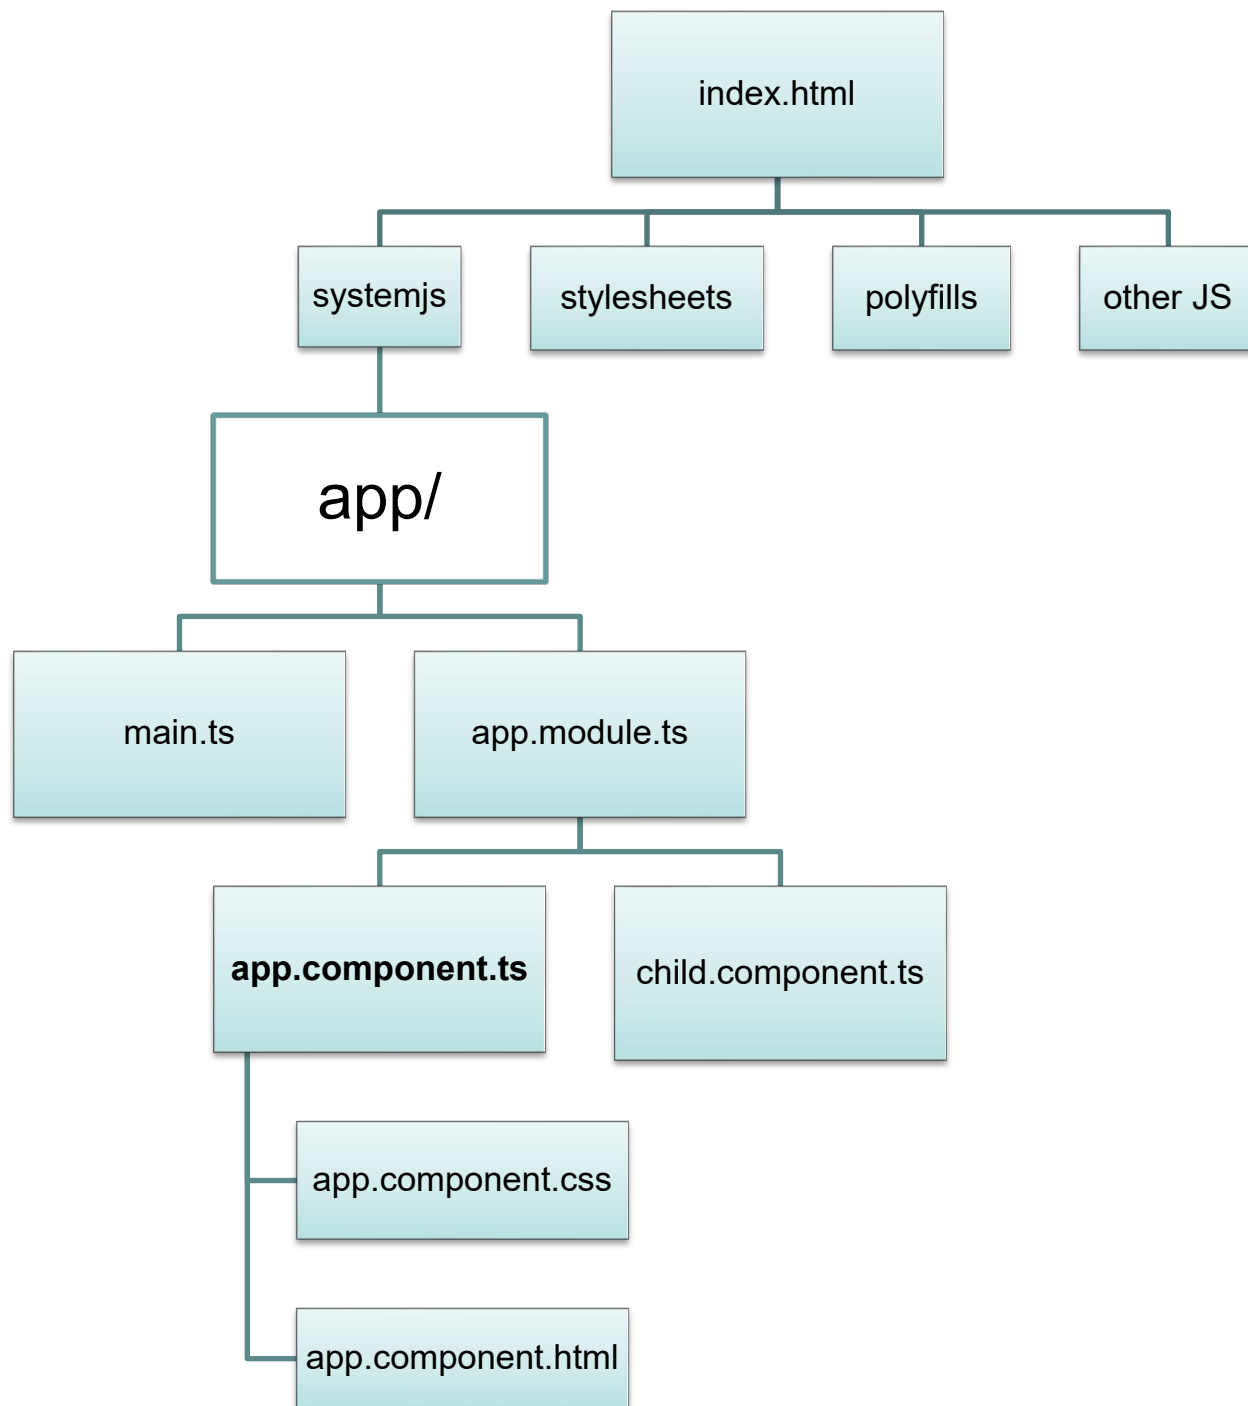 index.html
systemjs
stylesheets
polyfills
other JS
app/
main.ts
app.module.ts
app.component.ts
child.component.ts
app.component.css
app.component.html